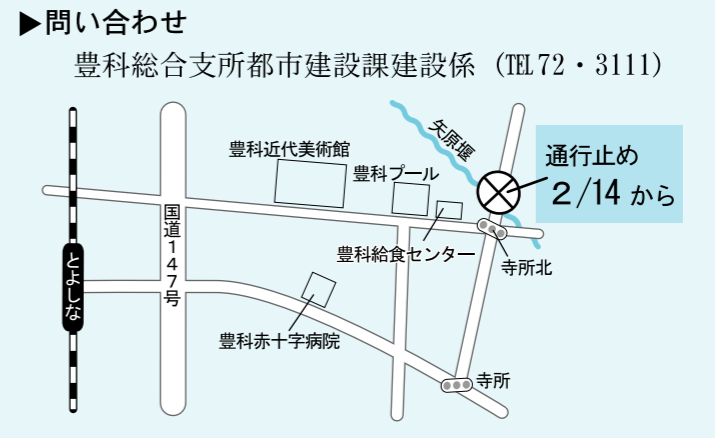 ▶問い合わせ
豊科総合支所都市建設課建設係（℡72・3111）
矢原堰
豊科近代美術館
通行止め
2/14 から
豊科プール
国道147号
豊科給食センター
寺所北
とよしな
豊科赤十字病院
寺所